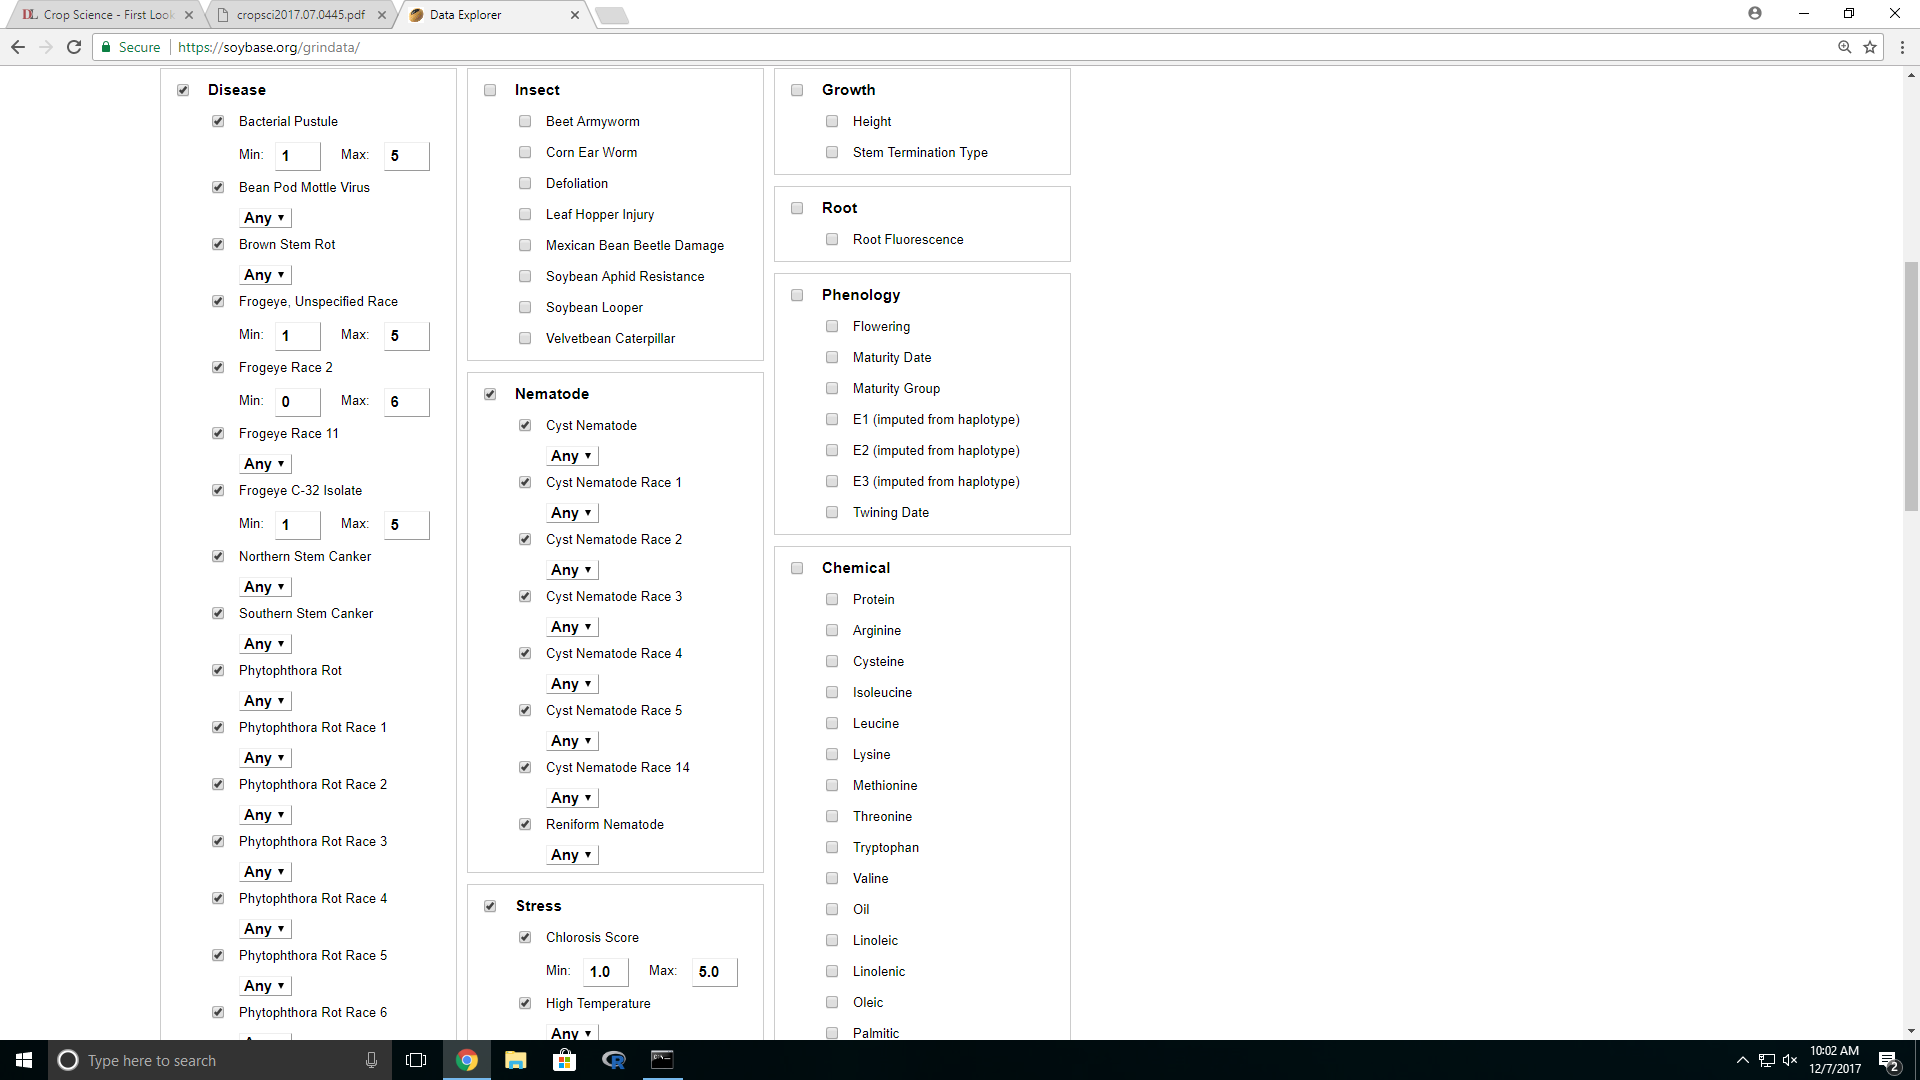 Crop Science - First Look
cropsci2017.07.0445.pdf
Data Explorer
Secure
https://soybase.org/grindata/
Disease
Bacterial Pustule
Min: 1 Max: 5
Bean Pod Mottle Virus
Any
Brown Stem Rot
Any
Frogeye, Unspecified Race
Min: 1 Max: 5
Frogeye Race 2
Min: 0 Max: 6
Frogeye Race 11
Any
Frogeye C-32 Isolate
Min: 1 Max: 5
Northern Stem Canker
Any
Southern Stem Canker
Any
Phytophthora Rot
Any
Phytophthora Rot Race 1
Any
Phytophthora Rot Race 2
Any
Phytophthora Rot Race 3
Any
Phytophthora Rot Race 4
Any
Phytophthora Rot Race 5
Any
Phytophthora Rot Race 6
Insect
Beet Armyworm
Corn Ear Worm
Defoliation
Leaf Hopper Injury
Mexican Bean Beetle Damage
Soybean Aphid Resistance
Soybean Looper
Velvetbean Caterpillar
Nematode
Cyst Nematode
Any
Cyst Nematode Race 1
Any
Cyst Nematode Race 2
Any
Cyst Nematode Race 3
Any
Cyst Nematode Race 4
Any
Cyst Nematode Race 5
Any
Cyst Nematode Race 14
Any
Reniform Nematode
Any
Stress
Chlorosis Score
Min: 1.0 Max: 5.0
High Temperature
Any
Growth
Height
Stem Termination Type
Root
Root Fluorescence
Phenology
Flowering
Maturity Date
Maturity Group
E1 (imputed from haplotype)
E2 (imputed from haplotype)
E3 (imputed from haplotype)
Twining Date
Chemical
Protein
Arginine
Cysteine
Isoleucine
Leucine
Lysine
Methionine
Threonine
Tryptophan
Valine
Oil
Linoleic
Linolenic
Oleic
Palmitic
Type here to search
10:02 AM
12/7/2017
2